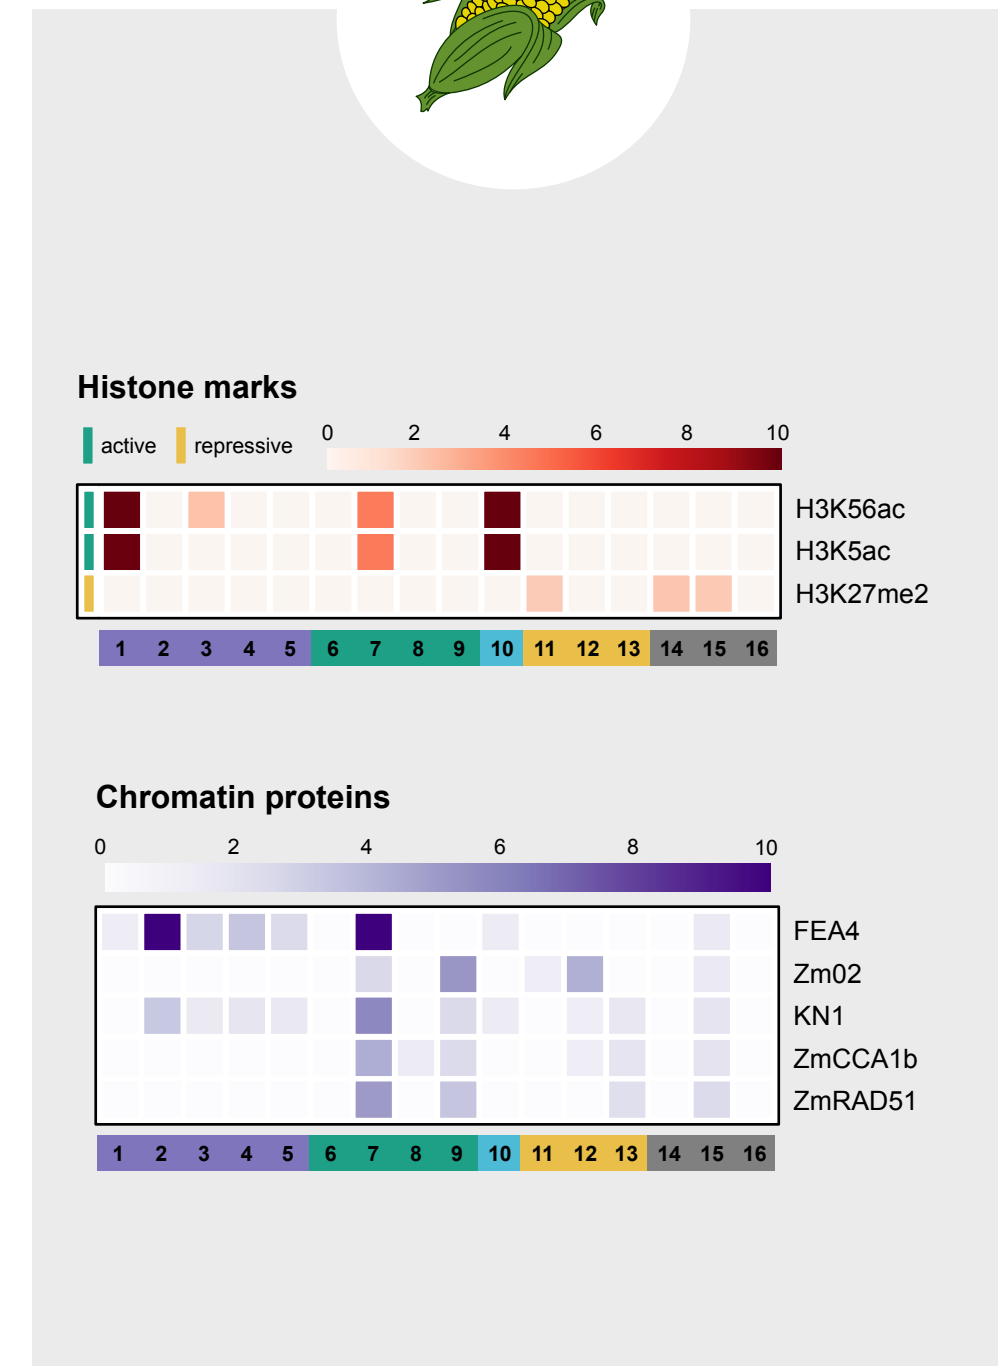 Histone marks
active repressive 0 2 4 6 8 10
H3K56ac
H3K5ac
H3K27me2
1 2 3 4 5 6 7 8 9 10 11 12 13 14 15 16
Chromatin proteins
0 2 4 6 8 10
FEA4
Zm02
KN1
ZmCCA1b
ZmRAD51
1 2 3 4 5 6 7 8 9 10 11 12 13 14 15 16